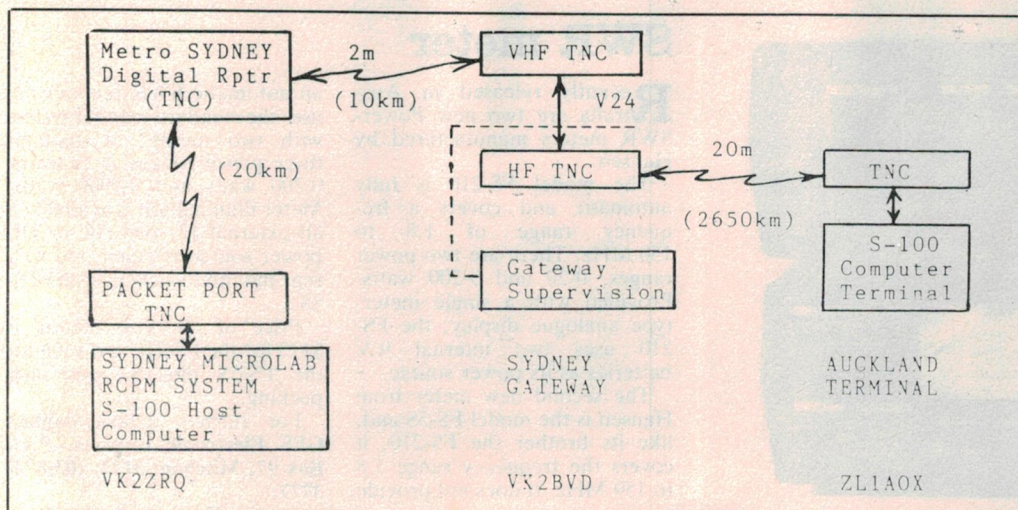 Metro SYDNEY
Digital Rptr
(TNC)
2m
(10km)
VHF TNC
V24
(20km)
HF TNC
20m
(2650km)
TNC
S-100
Computer
Terminal
Gateway
Supervision
PACKET PORT
TNC
SYDNEY MICROLAB
RCPM SYSTEM
S-100 Host
Computer
SYDNEY
GATEWAY
AUCKLAND
TERMINAL
VK2ZRQ
VK2BVD
ZL1AOX